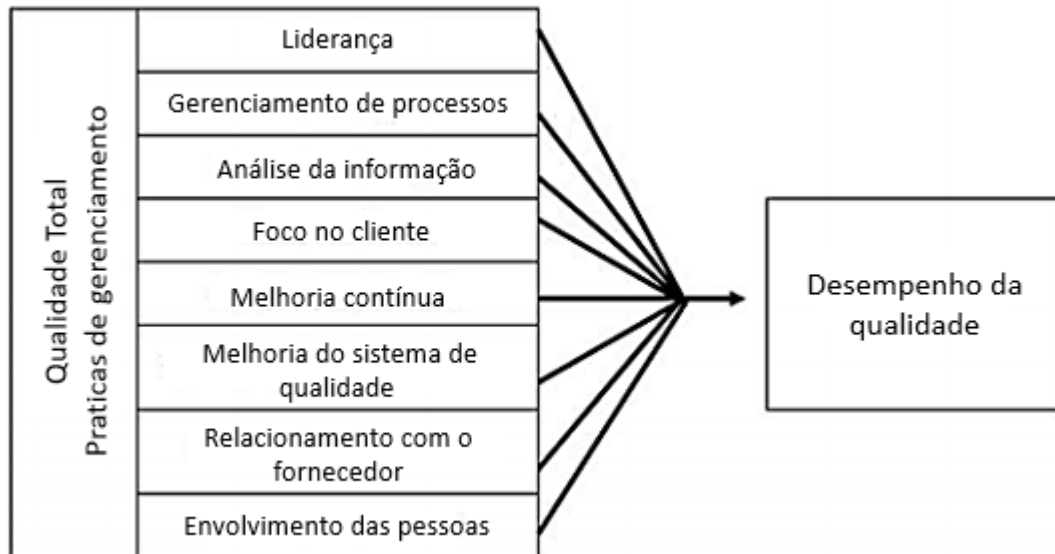 Qualidade Total
Praticas de gerenciamento
Liderança
Gerenciamento de processos
Análise da informação
Foco no cliente
Melhoria contínua
Melhoria do sistema de
qualidade
Relacionamento com o
fornecedor
Envolvimento das pessoas
Desempenho da
qualidade